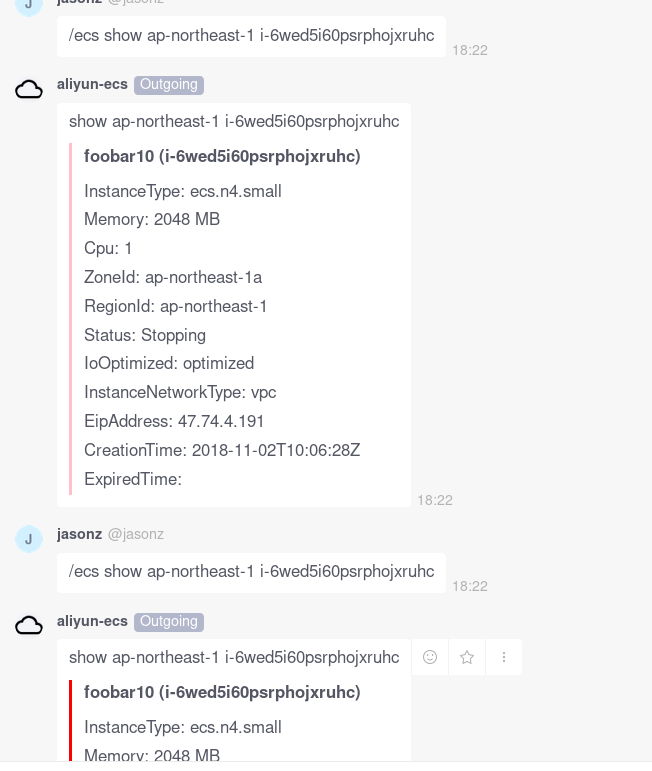 jasonz @jasonz
J
/ecs show ap-northeast-1 i-6wed5i60psrphojxruhc
18:22
aliyun-ecs Outgoing
show ap-northeast-1 i-6wed5i60psrphojxruhc
foobar10 (i-6wed5i60psrphojxruhc)
InstanceType: ecs.n4.small
Memory: 2048 MB
Cpu: 1
ZoneId: ap-northeast-1a
RegionId: ap-northeast-1
Status: Stopping
IoOptimized: optimized
InstanceNetworkType: vpc
EipAddress: 47.74.4.191
CreationTime: 2018-11-02T10:06:28Z
ExpiredTime:
18:22
J
jasonz @jasonz
/ecs show ap-northeast-1 i-6wed5i60psrphojxruhc
18:22
aliyun-ecs Outgoing
show ap-northeast-1 i-6wed5i60psrphojxruhc
foobar10 (i-6wed5i60psrphojxruhc)
InstanceType: ecs.n4.small
Memory: 2048 MB